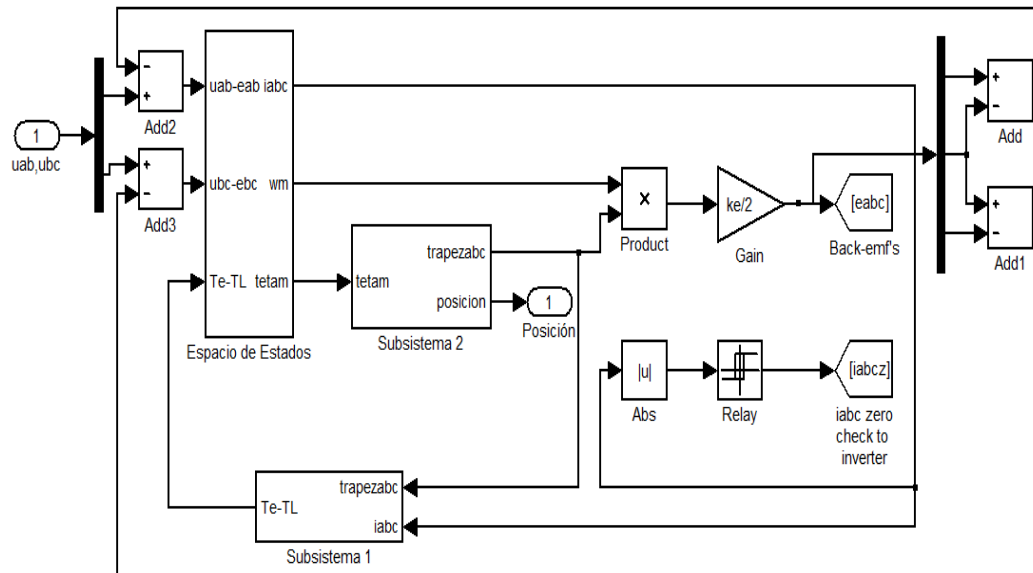 1
uab,ubc
−
+
Add2
+
−
Add3
uab-eab iabc
ubc-ebc wm
Te-TL tetam
Espacio de Estados
tetam
trapezabc
posicion
Subsistema 2
1
Posición
×
Product
ke/2
Gain
[eabc]
Back-emf's
+
−
Add
+
−
Add1
|u|
Abs
Relay
[iabcz]
iabc zero
check to
inverter
Te-TL
trapezabc
iabc
Subsistema 1